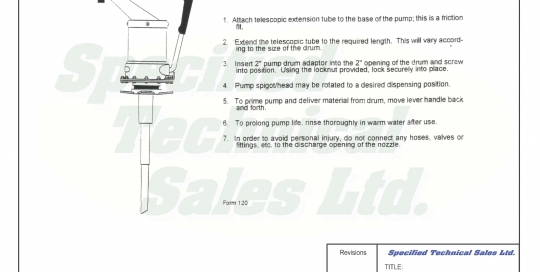 1. Attach telescopic extension tube to the base of the pump; this is a friction
fit.
2. Extend the telescopic tube to the required length. This will vary accord-
ing to the size of the drum.
3. Insert 2" pump drum adaptor into the 2" opening of the drum and screw
into position. Using the locknut provided, lock securely into place.
4. Pump spigot/head may be rotated to a desired dispensing position.
5. To prime pump and deliver material from drum, move lever handle back
and forth.
6. To prolong pump life, rinse thoroughly in warm water after use.
7. In order to avoid personal injury, do not connect any hoses, valves or
fittings, etc. to the discharge opening of the nozzle.
Specified
Technical
Sales Ltd.
Form 120
Revisions
Specified Technical Sales Ltd.
TITLE: